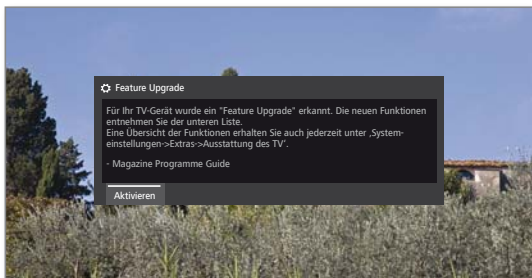 Feature Upgrade
Für Ihr TV-Gerät wurde ein "Feature Upgrade" erkannt. Die neuen Funktionen
entnehmen Sie der unteren Liste.
Eine Übersicht der Funktionen erhalten Sie auch jederzeit unter ‚System-
einstellungen->Extras->Ausstattung des TV‘.
- Magazine Programme Guide
Aktivieren